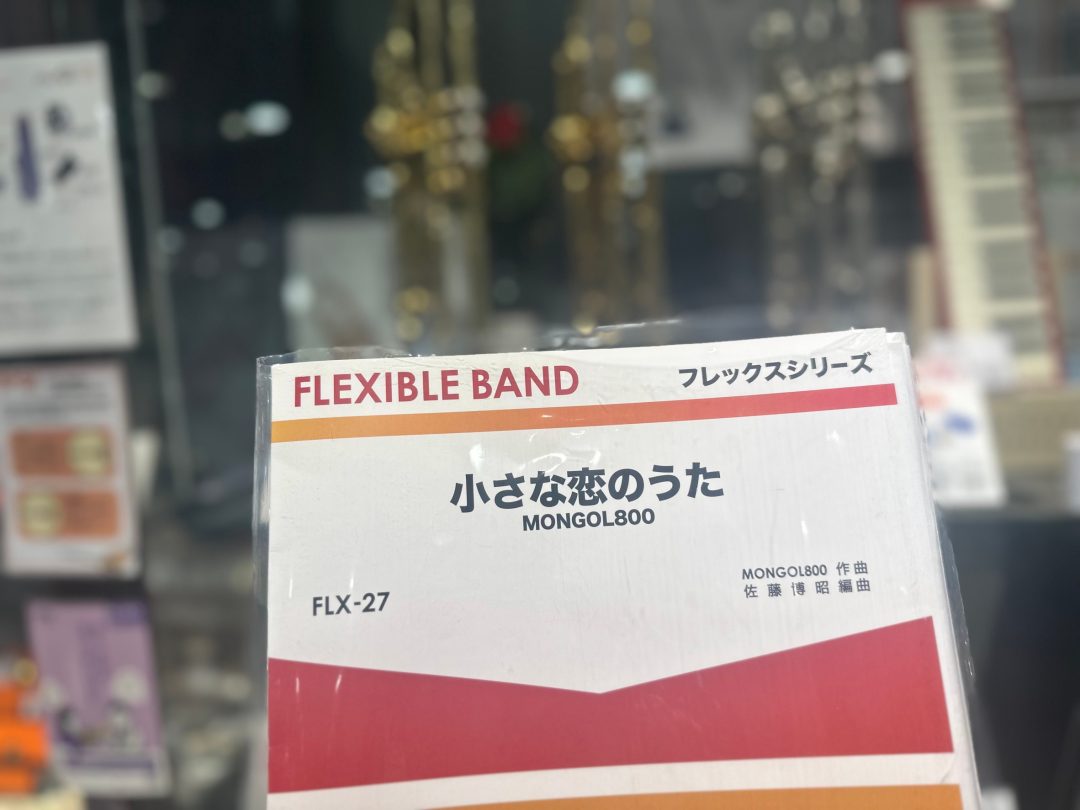 FLEXIBLE BAND
フレックスシリーズ
小さな恋のうた
MONGOL800
MONGOL800 作曲
佐藤博昭編曲
FLX-27